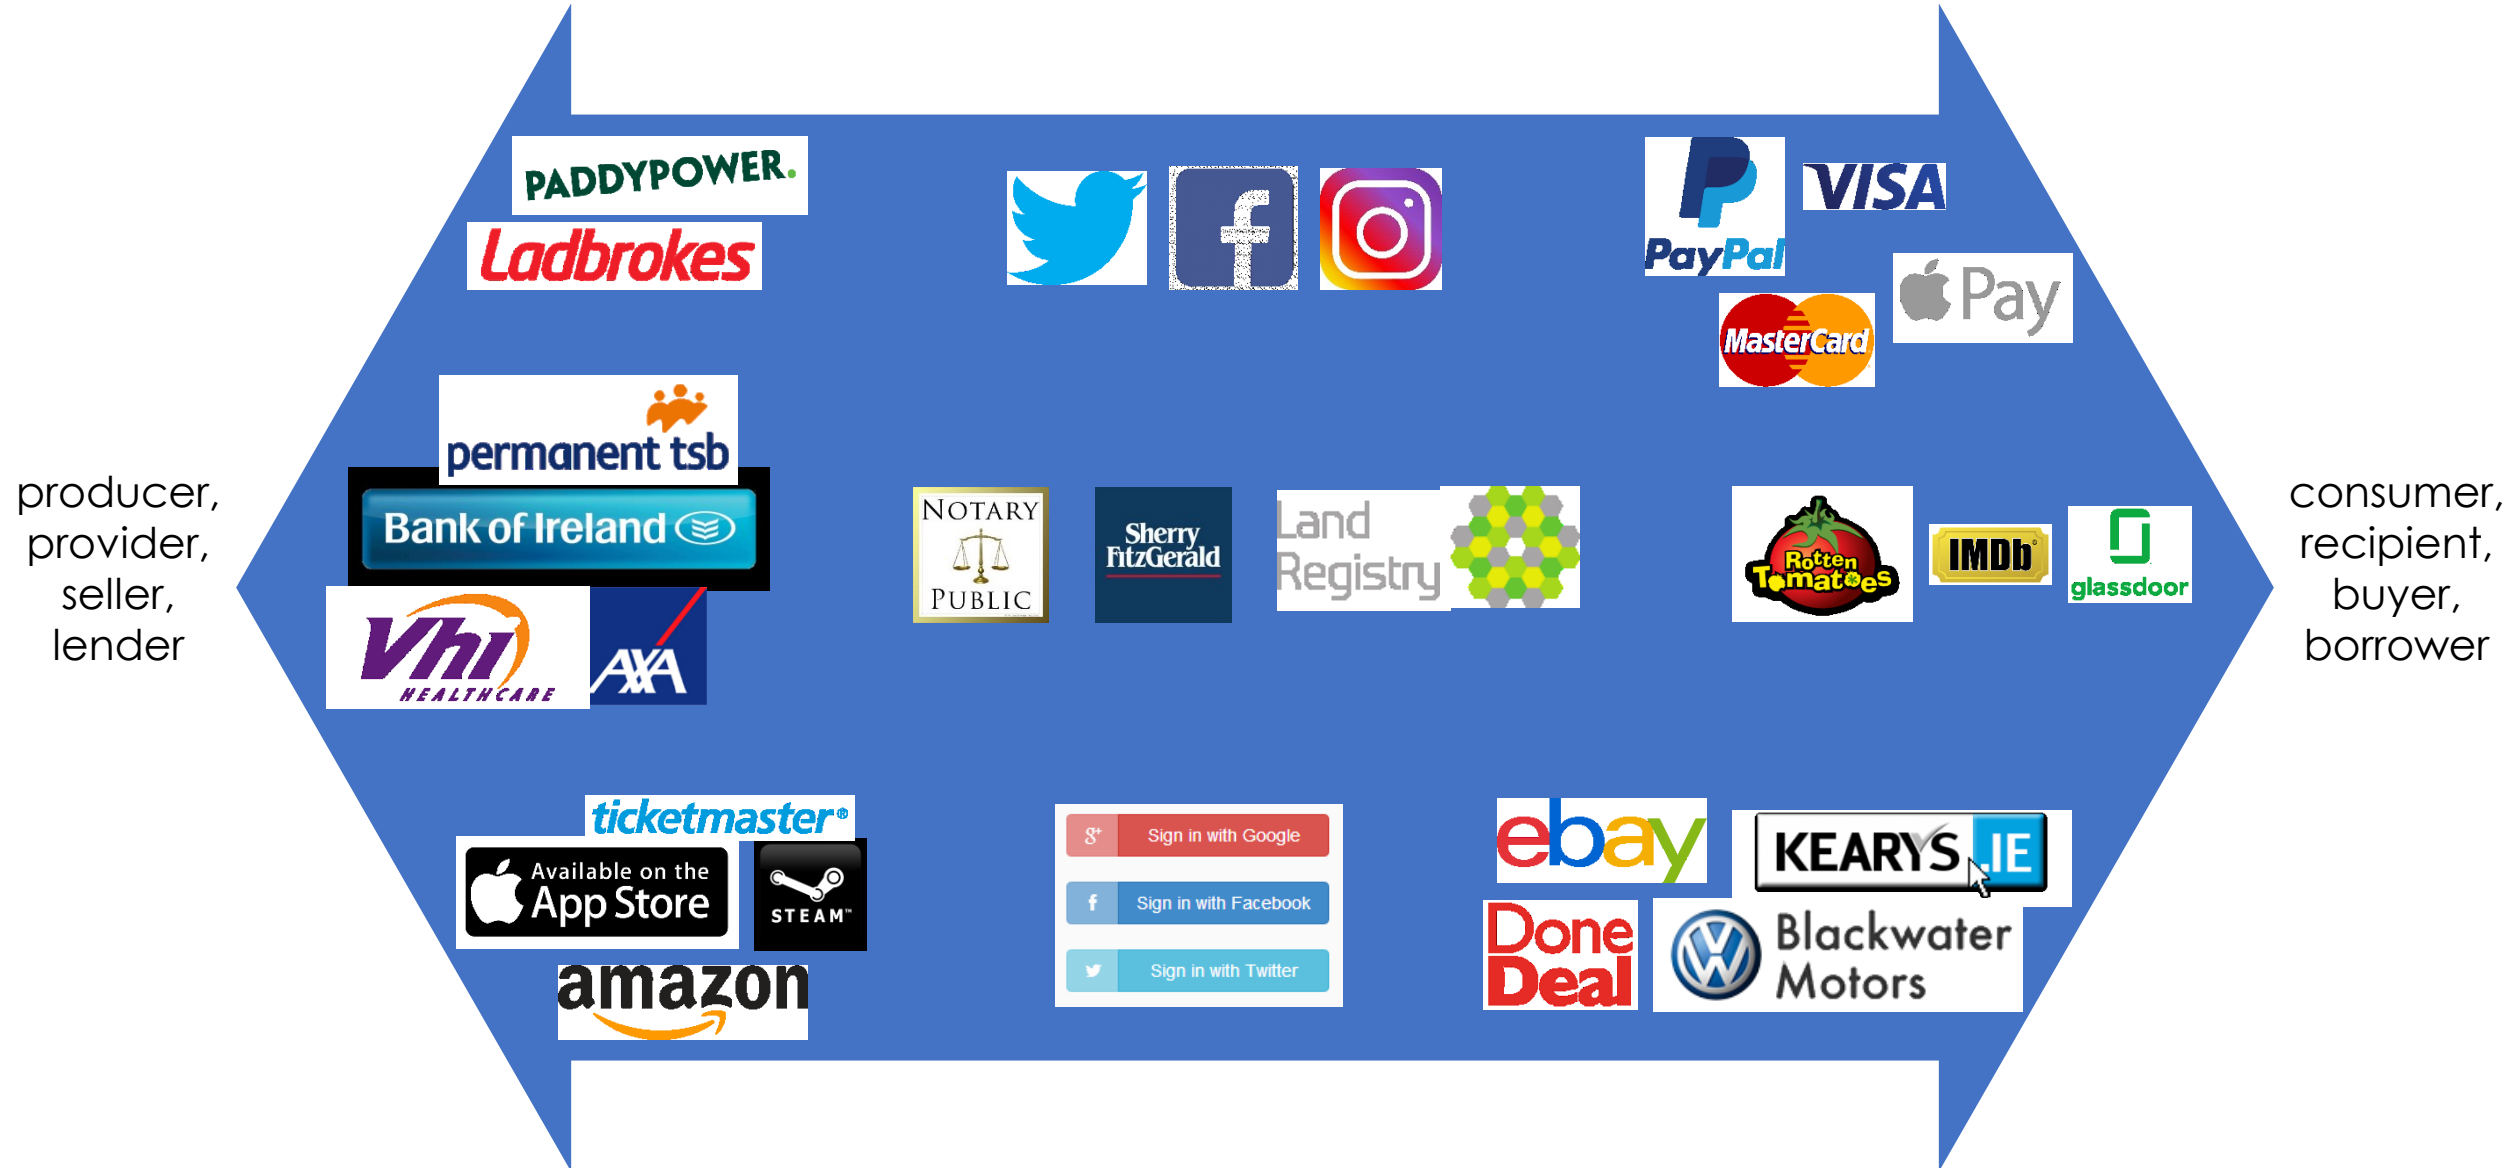 PADDYPOWER.
Ladbrokes
PayPal
VISA
Pay
MasterCard
permanent tsb
Bank of Ireland
Vhi
HEALTHCARE
AXA
producer,
provider,
seller,
lender
NOTARY
PUBLIC
Sherry
FitzGerald
Land
Registry
Rotten
Tomatoes
IMDb
glassdoor
consumer,
recipient,
buyer,
borrower
ticketmaster®
Available on the
App Store
STEAM™
amazon
g+ Sign in with Google
f Sign in with Facebook
Sign in with Twitter
ebay
KEARYS.IE
Done
Deal
Blackwater
Motors